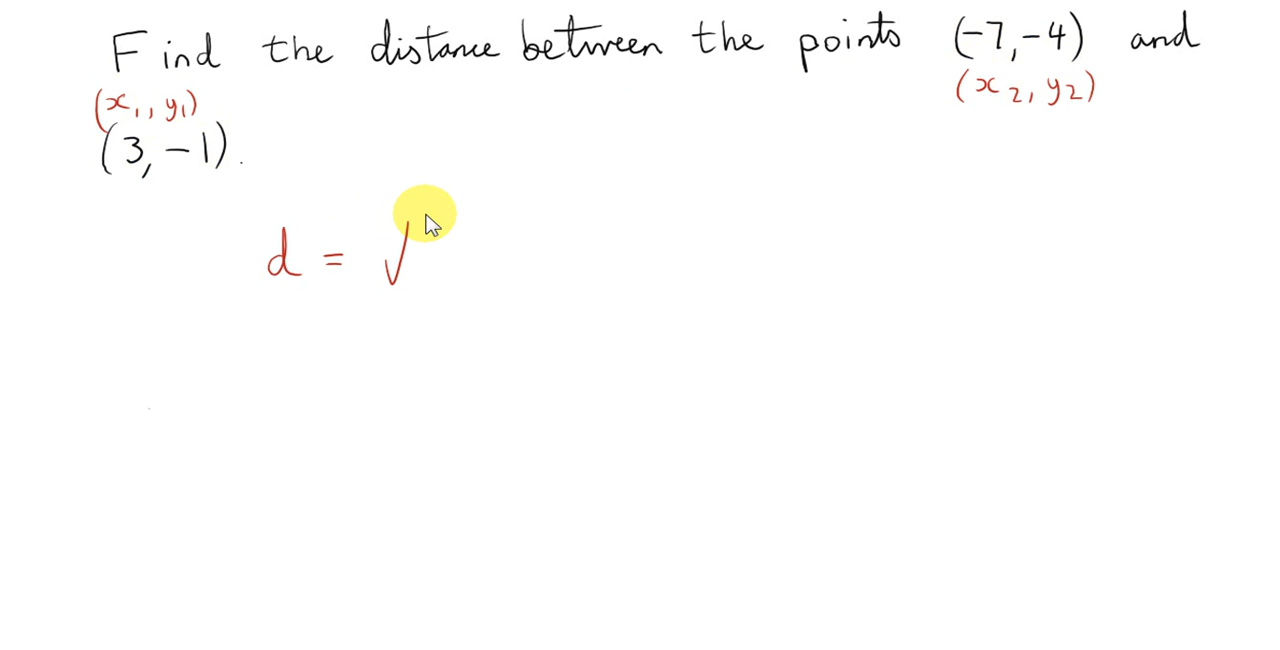 Find the distance between the points (-7,-4) and
(x₁, y₁) (x₂, y₂)
(3, -1).
d = √